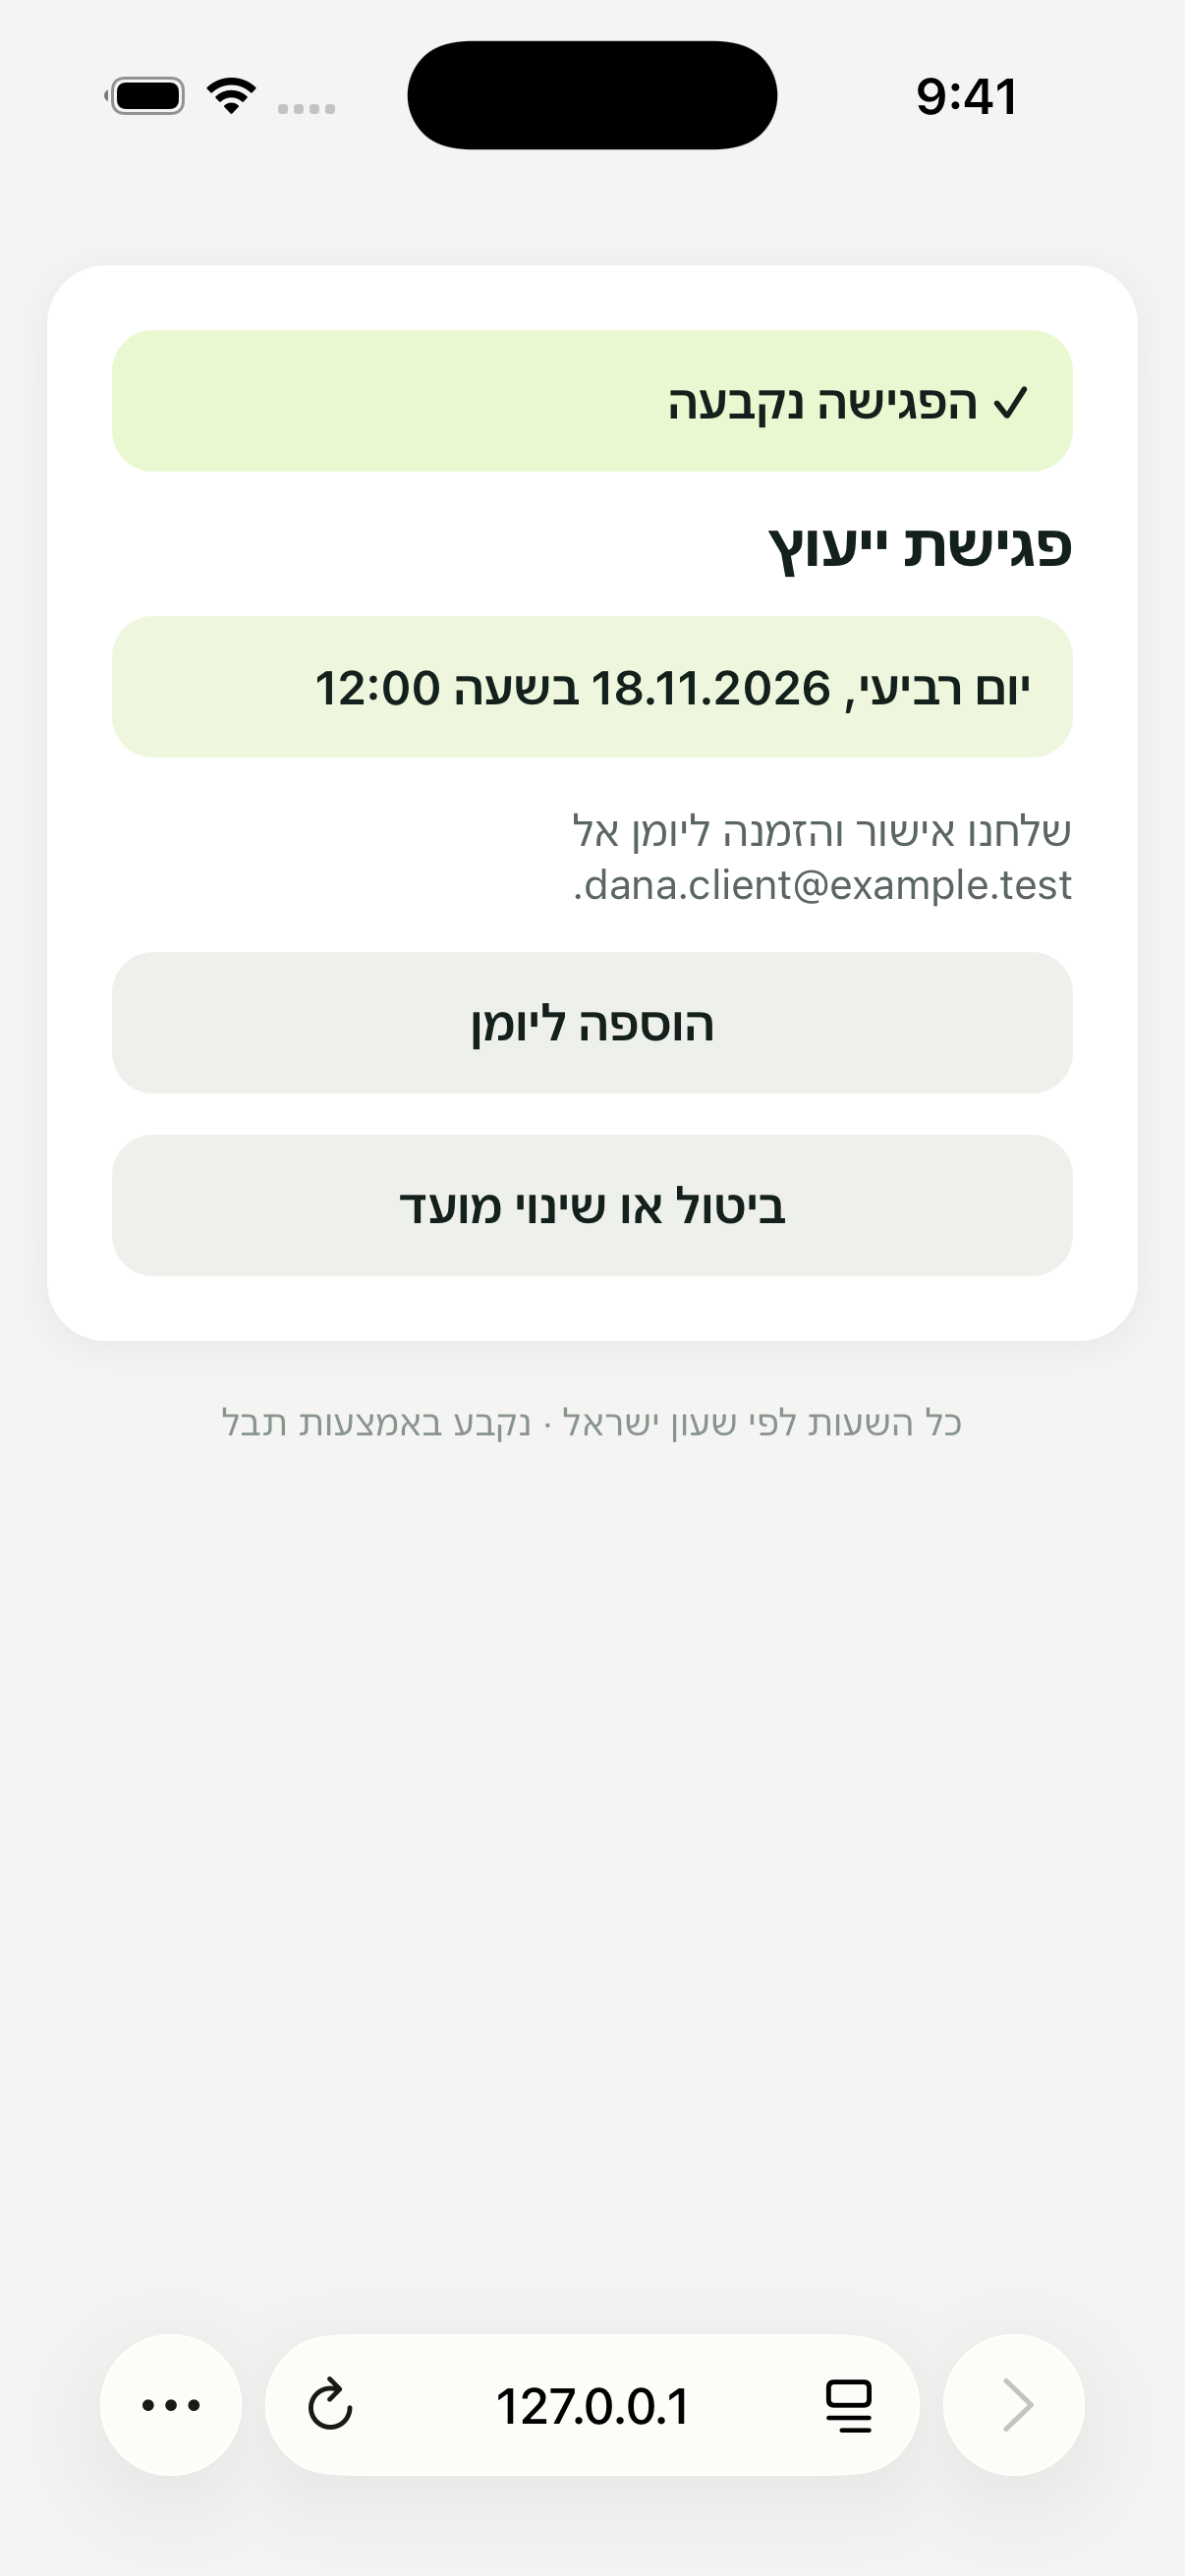 9:41
✓ הפגישה נקבעה
פגישת ייעוץ
יום רביעי, 18.11.2026 בשעה 12:00
שלחנו אישור והזמנה ליומן אל
dana.client@example.test.
הוספה ליומן
ביטול או שינוי מועד
כל השעות לפי שעון ישראל · נקבע באמצעות תבל
127.0.0.1